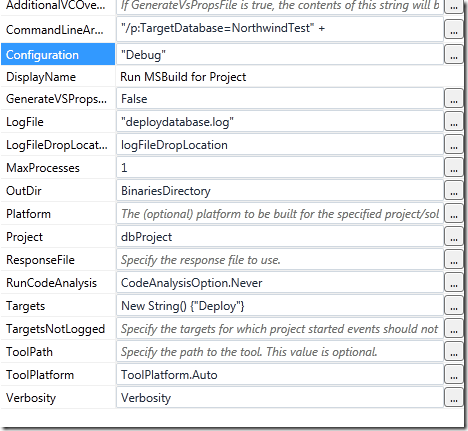 AdditionalVCOve... If GenerateVsPropsFile is true, the contents of this string will b ...
CommandLineAr... "/p:TargetDatabase=NorthwindTest" + ...
Configuration "Debug" ...
DisplayName Run MSBuild for Project
GenerateVSProps... False ...
LogFile "deploydatabase.log" ...
LogFileDropLocat... logFileDropLocation ...
MaxProcesses 1 ...
OutDir BinariesDirectory ...
Platform The (optional) platform to be built for the specified project/sol ...
Project dbProject ...
ResponseFile Specify the response file to use. ...
RunCodeAnalysis CodeAnalysisOption.Never ...
Targets New String() {"Deploy"} ...
TargetsNotLogged Specify the targets for which project started events should not ...
ToolPath Specify the path to the tool. This value is optional. ...
ToolPlatform ToolPlatform.Auto ...
Verbosity Verbosity ...